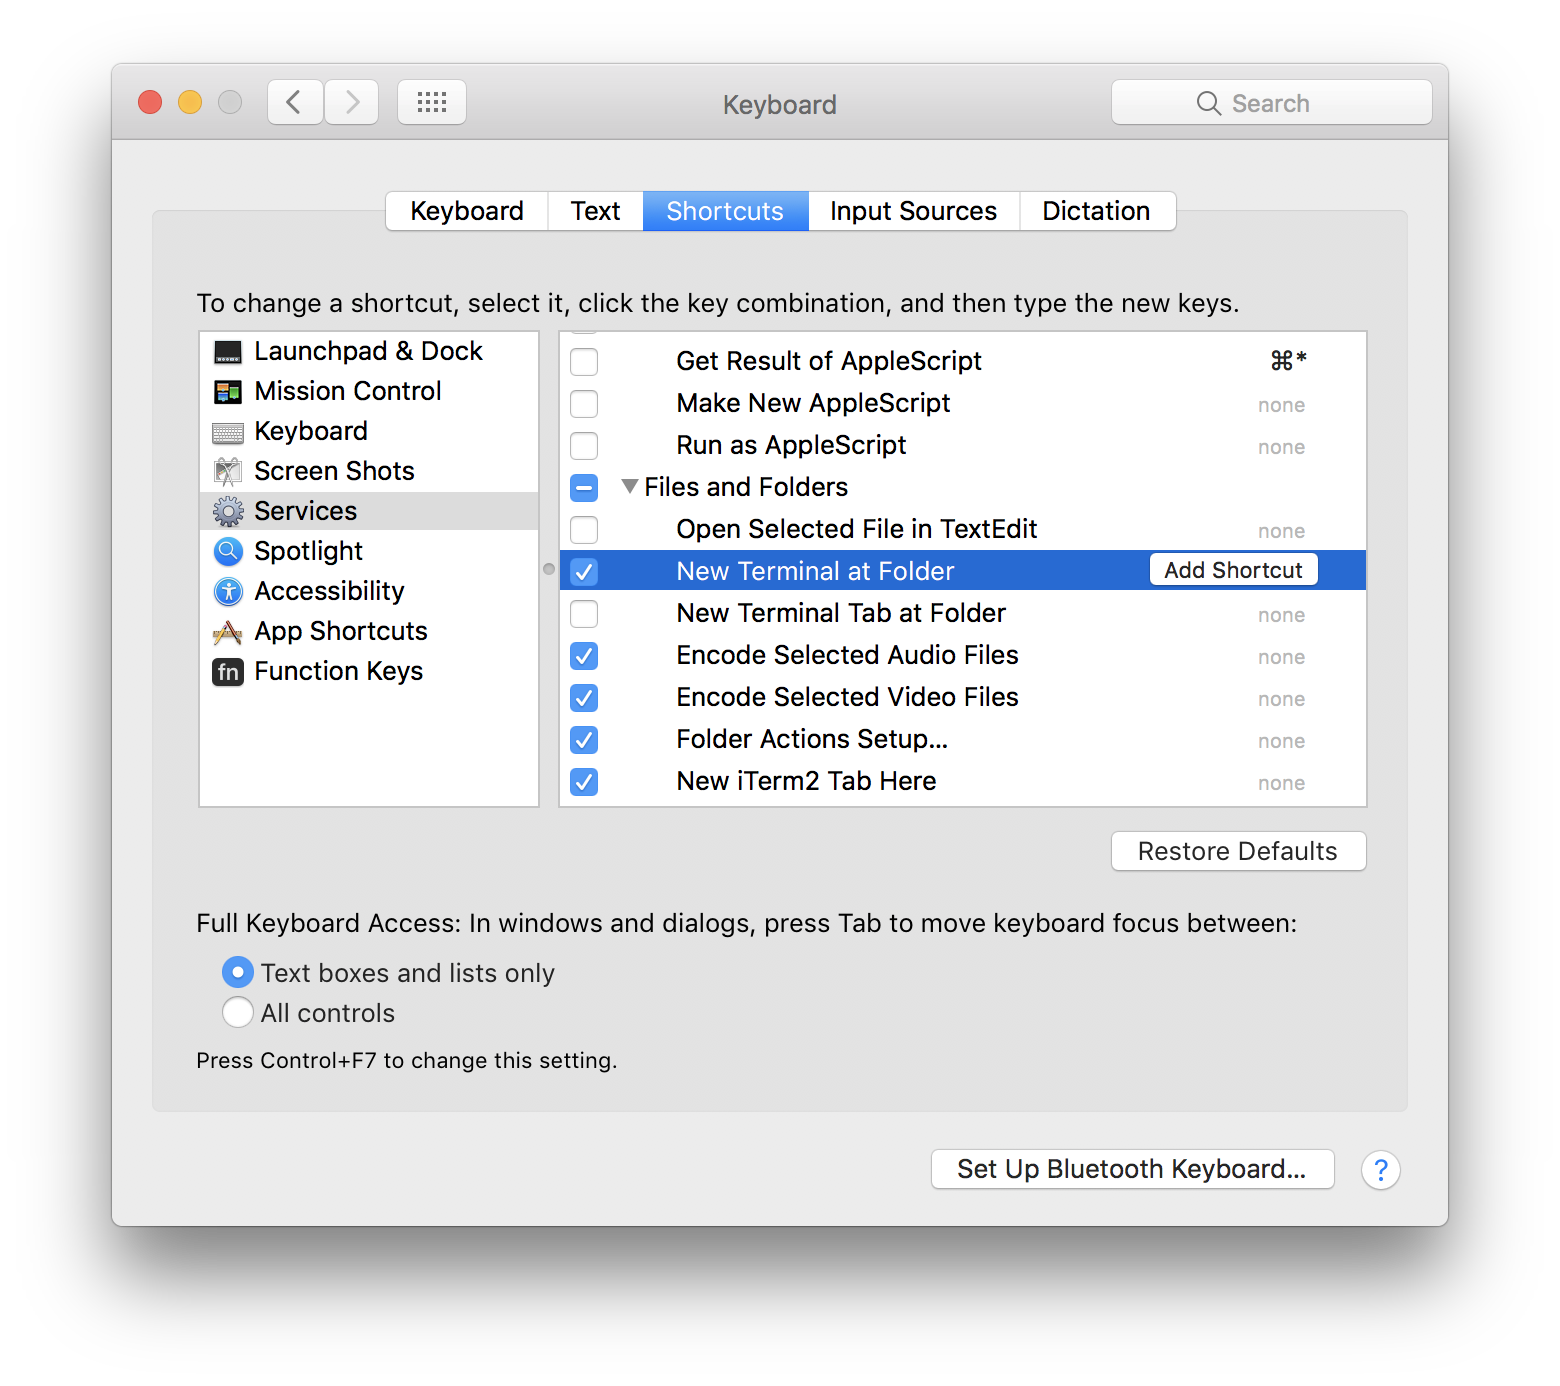 Keyboard
Search
Keyboard Text Shortcuts Input Sources Dictation
To change a shortcut, select it, click the key combination, and then type the new keys.
Launchpad & Dock
Mission Control
Keyboard
Screen Shots
Services
Spotlight
Accessibility
App Shortcuts
fn Function Keys
Get Result of AppleScript ⌘*
Make New AppleScript none
Run as AppleScript none
Files and Folders
Open Selected File in TextEdit none
New Terminal at Folder Add Shortcut
New Terminal Tab at Folder none
Encode Selected Audio Files none
Encode Selected Video Files none
Folder Actions Setup... none
New iTerm2 Tab Here none
Restore Defaults
Full Keyboard Access: In windows and dialogs, press Tab to move keyboard focus between:
Text boxes and lists only
All controls
Press Control+F7 to change this setting.
Set Up Bluetooth Keyboard... ?